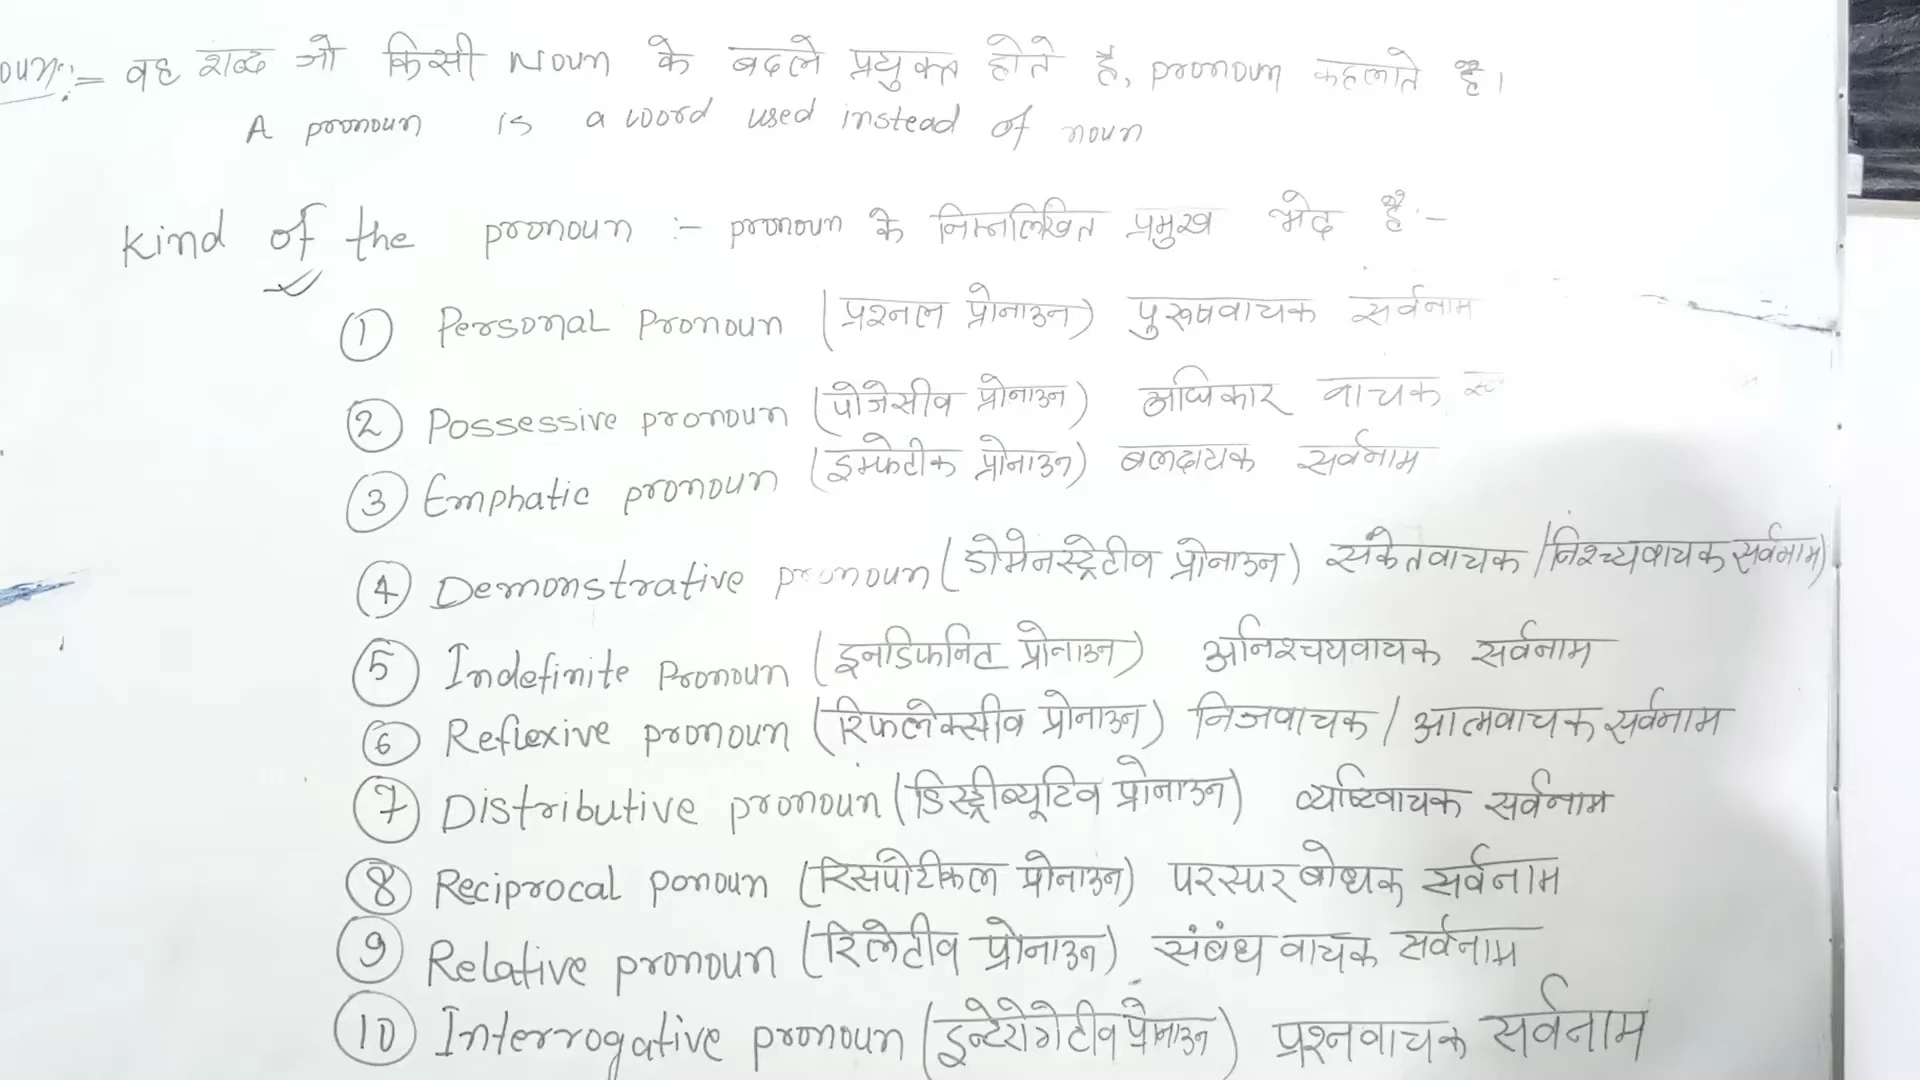 oun:- वह शब्द जो किसी Noun के बदले प्रयुक्त होते है, pronoun कहलाते है।
A pronoun is a word used instead of noun
Kind of the pronoun :- pronoun के निम्नलिखित प्रमुख भेद है:-
1 Personal Pronoun (प्रश्नल प्रोनाउन) पुरूषवाचक सर्वनाम
2 Possessive pronoun (पोजेसीव प्रोनाउन) अधिकार वाचक
3 Emphatic pronoun (इम्फेटीक प्रोनाउन) बलदायक सर्वनाम
4 Demonstrative pronoun (डोमेनस्ट्रेटीव प्रोनाउन) संकेतवाचक /निश्च्यवाचक सर्वनाम)
5 Indefinite Pronoun (इनडिफनिट प्रोनाउन) अनिश्चयवाचक सर्वनाम
6 Reflexive pronoun (रिफलेक्सीव प्रोनाउन) निजवाचक / आत्मवाचक सर्वनाम
7 Distributive pronoun (डिस्ट्रीब्यूटिव प्रोनाउन) व्यष्टिवाचक सर्वनाम
8 Reciprocal ponoun (रिसपोटीकल प्रोनाउन) परस्पर बोधक सर्वनाम
9 Relative pronoun (रिलेटीव प्रोनाउन) संबंध वाचक सर्वनाम
10 Interrogative pronoun (इन्टेरोगेटीव प्रोनाउन) प्रश्नवाचक सर्वनाम